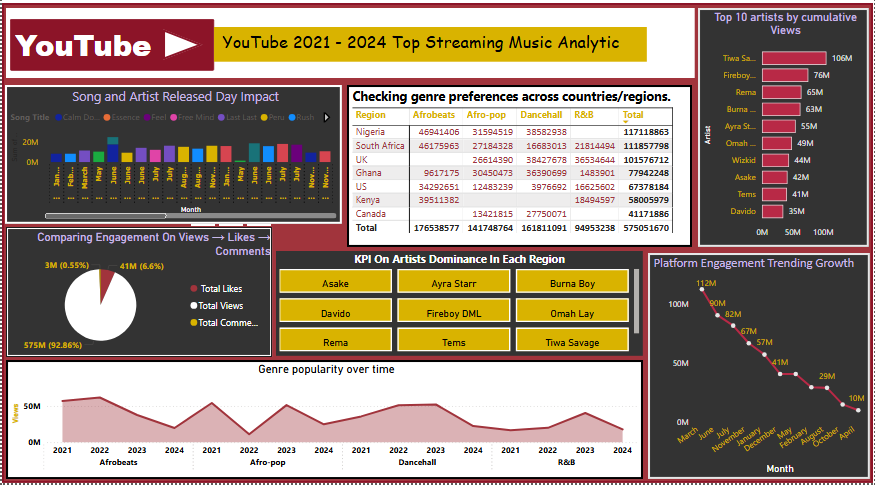 YouTube
YouTube 2021 - 2024 Top Streaming Music Analytic
Top 10 artists by cumulative
Views
Artist
Tiwa Sa... 106M
Fireboy... 76M
Rema 65M
Burna ... 63M
Ayra St... 55M
Omah ... 49M
Wizkid 44M
Asake 42M
Tems 41M
Davido 35M
0M 50M 100M
Song and Artist Released Day Impact
Song Title Calm Do... Essence Feel Free Mind Last Last Peru Rush
20M
0M
Jan... Feb... March May June June June July July Aug... Aug... Nov... Jan... May June June July July Nov... Nov...
Month
Checking genre preferences across countries/regions.
Region Afrobeats Afro-pop Dancehall R&B Total
Nigeria 46941406 31594519 38582938 117118863
South Africa 46175963 27184328 16683013 21814494 111857798
UK 26614390 38427678 36534644 101576712
Ghana 9617175 30450473 36390699 1483901 77942248
US 34292651 12483239 3976692 16625602 67378184
Kenya 39511382 18494597 58005979
Canada 13421815 27750071 41171886
Total 176538577 141748764 161811091 94953238 575051670
Comparing Engagement On Views → Likes →
Comments
3M (0.55%) 41M (6.6%)
575M (92.86%)
Total Likes
Total Views
Total Comme...
KPI On Artists Dominance In Each Region
Asake Ayra Starr Burna Boy
Davido Fireboy DML Omah Lay
Rema Tems Tiwa Savage
Platform Engagement Trending Growth
112M
90M
82M
67M
57M
41M
29M
10M
100M
50M
0M
March June July November January December May February August October April
Month
Genre popularity over time
Views
50M
0M
2021 2022 2023 2024 2021 2022 2023 2024 2021 2022 2023 2024 2021 2022 2023 2024
Afrobeats Afro-pop Dancehall R&B